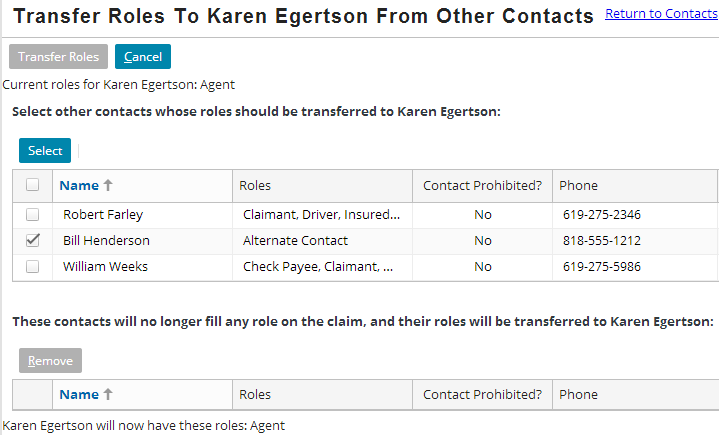 Transfer Roles To Karen Egertson From Other Contacts Return to Contacts
Transfer Roles Cancel
Current roles for Karen Egertson: Agent
Select other contacts whose roles should be transferred to Karen Egertson:
Select
Name ↑ Roles Contact Prohibited? Phone
Robert Farley Claimant, Driver, Insured... No 619-275-2346
Bill Henderson Alternate Contact No 818-555-1212
William Weeks Check Payee, Claimant, ... No 619-275-5986
These contacts will no longer fill any role on the claim, and their roles will be transferred to Karen Egertson:
Remove
Name ↑ Roles Contact Prohibited? Phone
Karen Egertson will now have these roles: Agent